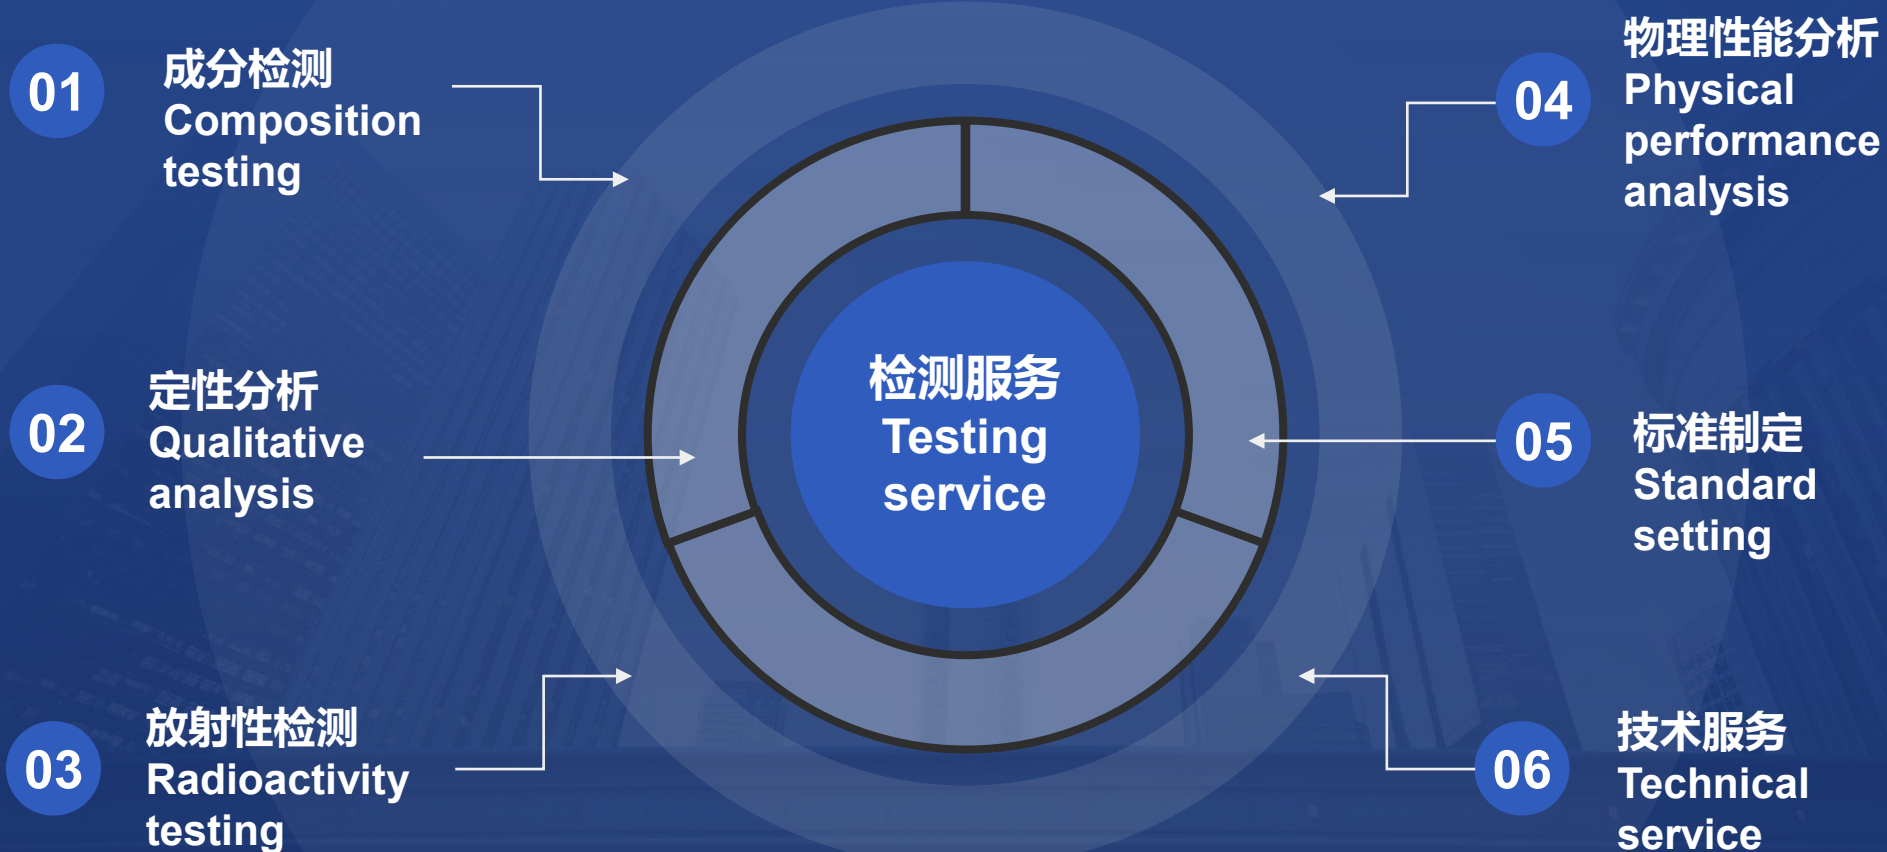 01
成分检测
Composition
testing
02
定性分析
Qualitative
analysis
03
放射性检测
Radioactivity
testing
检测服务
Testing
service
04
物理性能分析
Physical
performance
analysis
05
标准制定
Standard
setting
06
技术服务
Technical
service